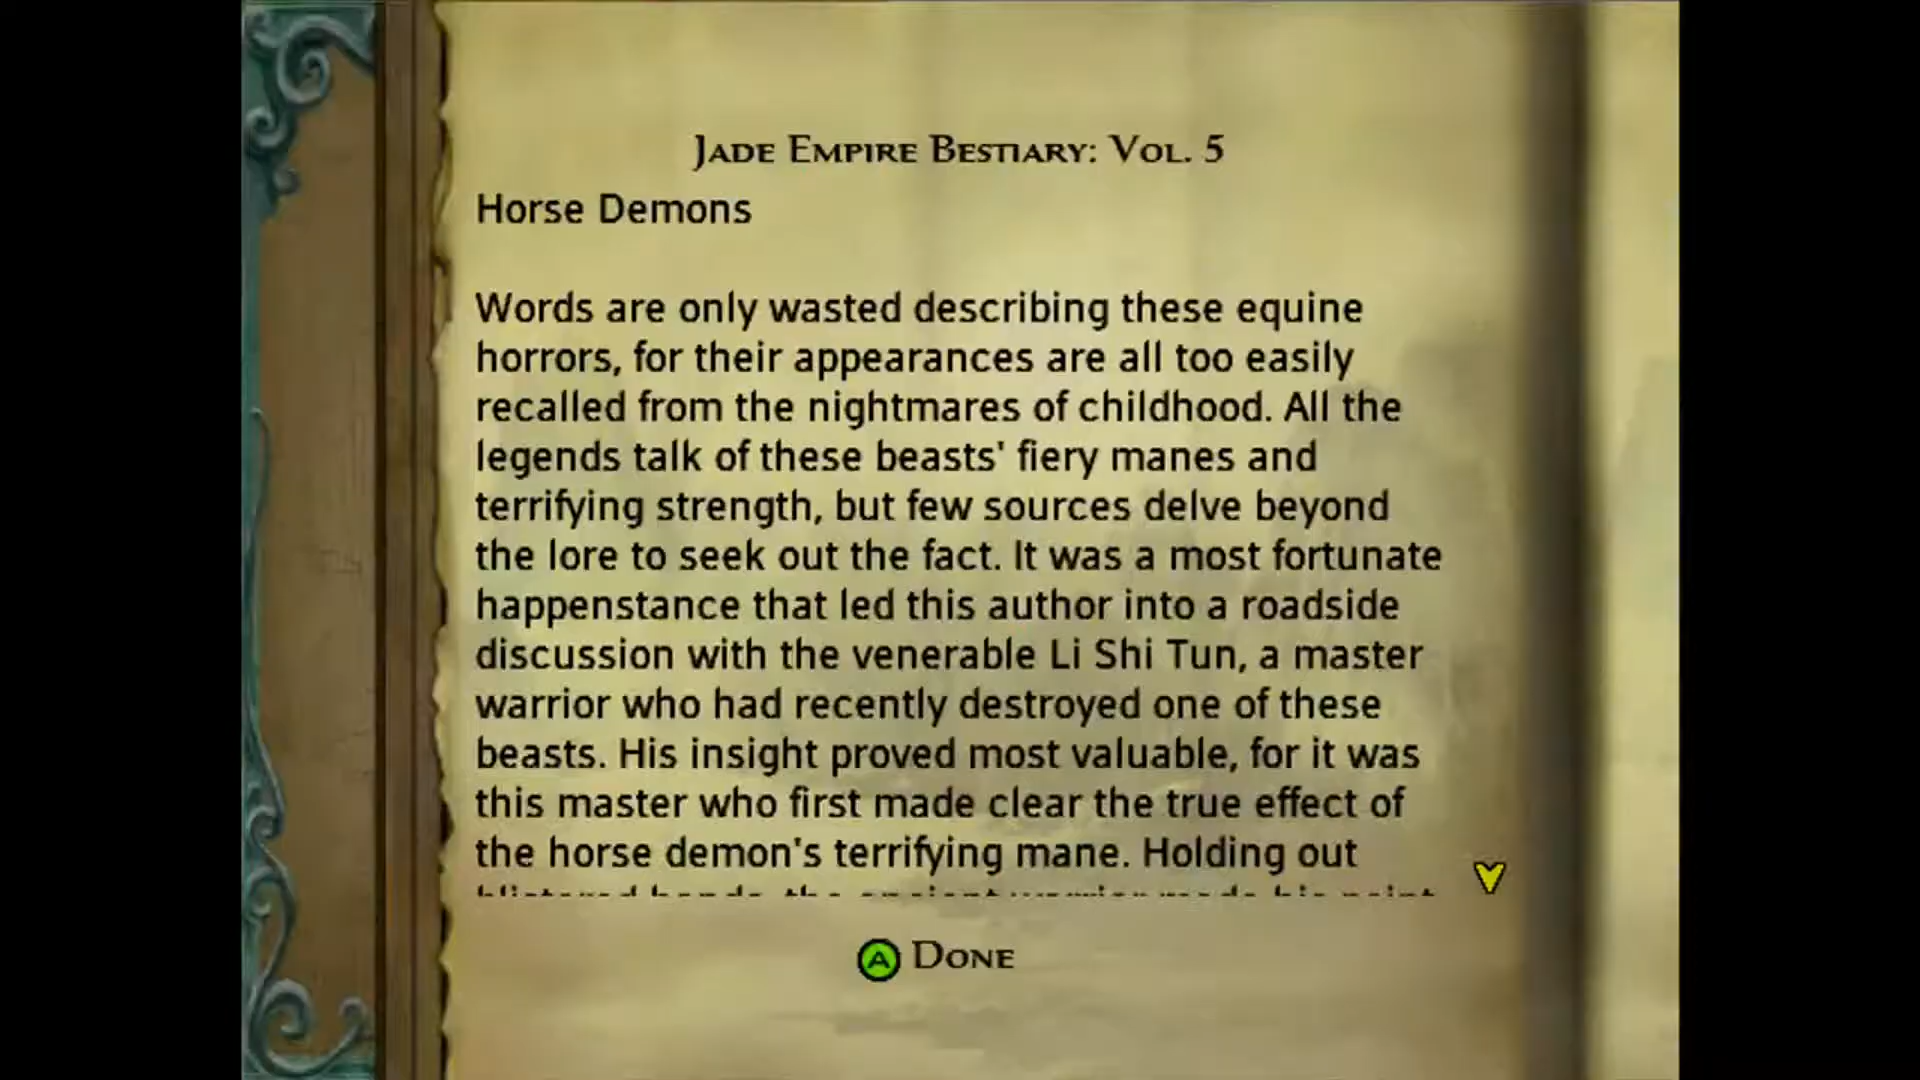 Jade Empire Bestiary: Vol. 5
Horse Demons
Words are only wasted describing these equine
horrors, for their appearances are all too easily
recalled from the nightmares of childhood. All the
legends talk of these beasts' fiery manes and
terrifying strength, but few sources delve beyond
the lore to seek out the fact. It was a most fortunate
happenstance that led this author into a roadside
discussion with the venerable Li Shi Tun, a master
warrior who had recently destroyed one of these
beasts. His insight proved most valuable, for it was
this master who first made clear the true effect of
the horse demon's terrifying mane. Holding out
A Done